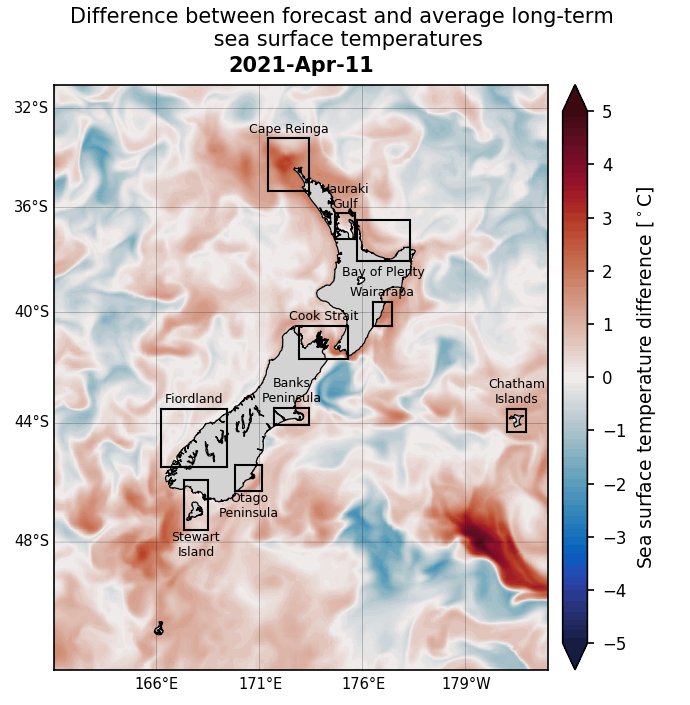 Difference between forecast and average long-term
sea surface temperatures
2021-Apr-11
32°S
36°S
40°S
44°S
48°S
Cape Reinga
Hauraki
Gulf
Bay of Plenty
Wairarapa
Cook Strait
Banks
Peninsula
Fiordland
Chatham
Islands
Otago
Peninsula
Stewart
Island
166°E
171°E
176°E
179°W
5
4
3
2
1
0
−1
−2
−3
−4
−5
Sea surface temperature difference [°C]